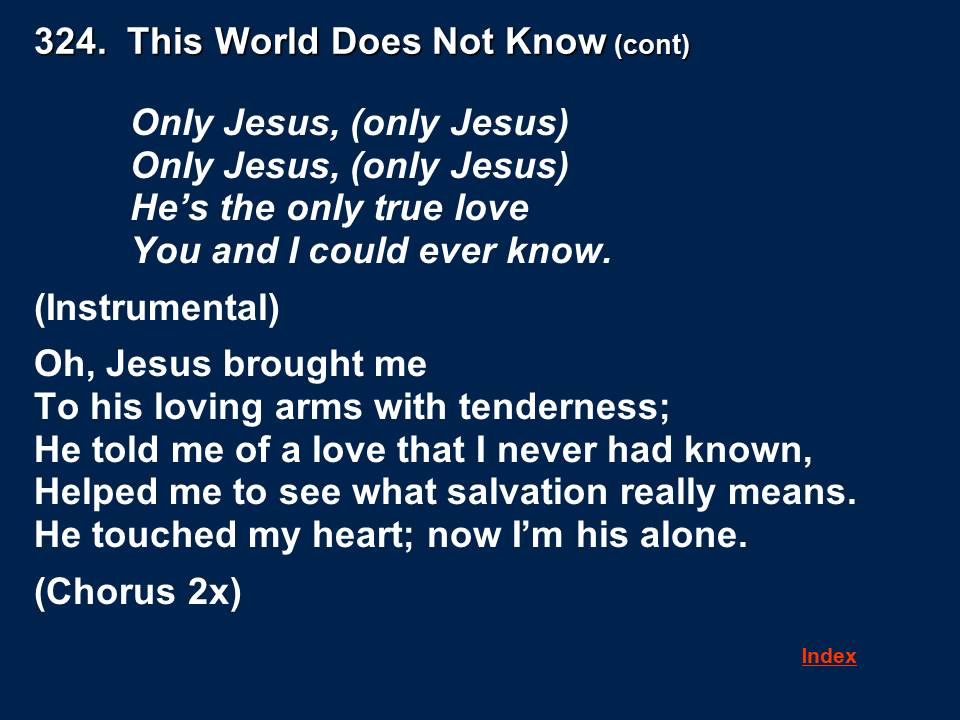 324.  This World Does Not Know (cont)
Only Jesus, (only Jesus)
Only Jesus, (only Jesus)
He’s the only true love
You and I could ever know.
(Instrumental)
Oh, Jesus brought me
To his loving arms with tenderness;
He told me of a love that I never had known,
Helped me to see what salvation really means.
He touched my heart; now I’m his alone.
(Chorus 2x)
Index